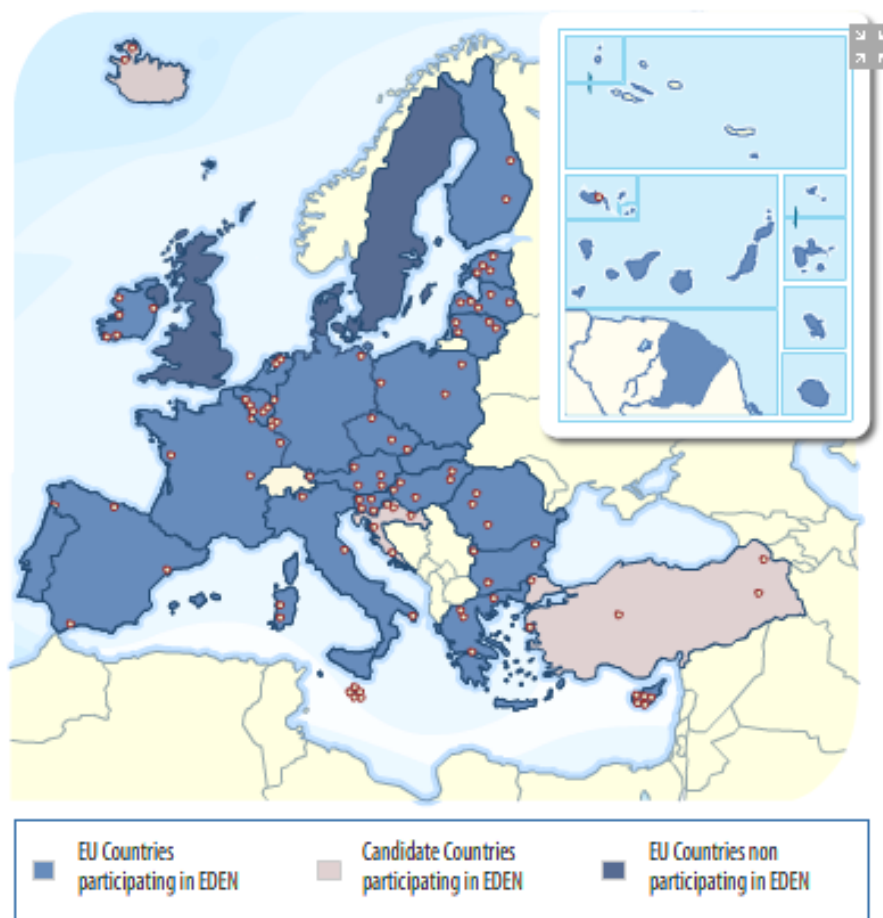 EU Countries
participating in EDEN
Candidate Countries
participating in EDEN
EU Countries non
participating in EDEN